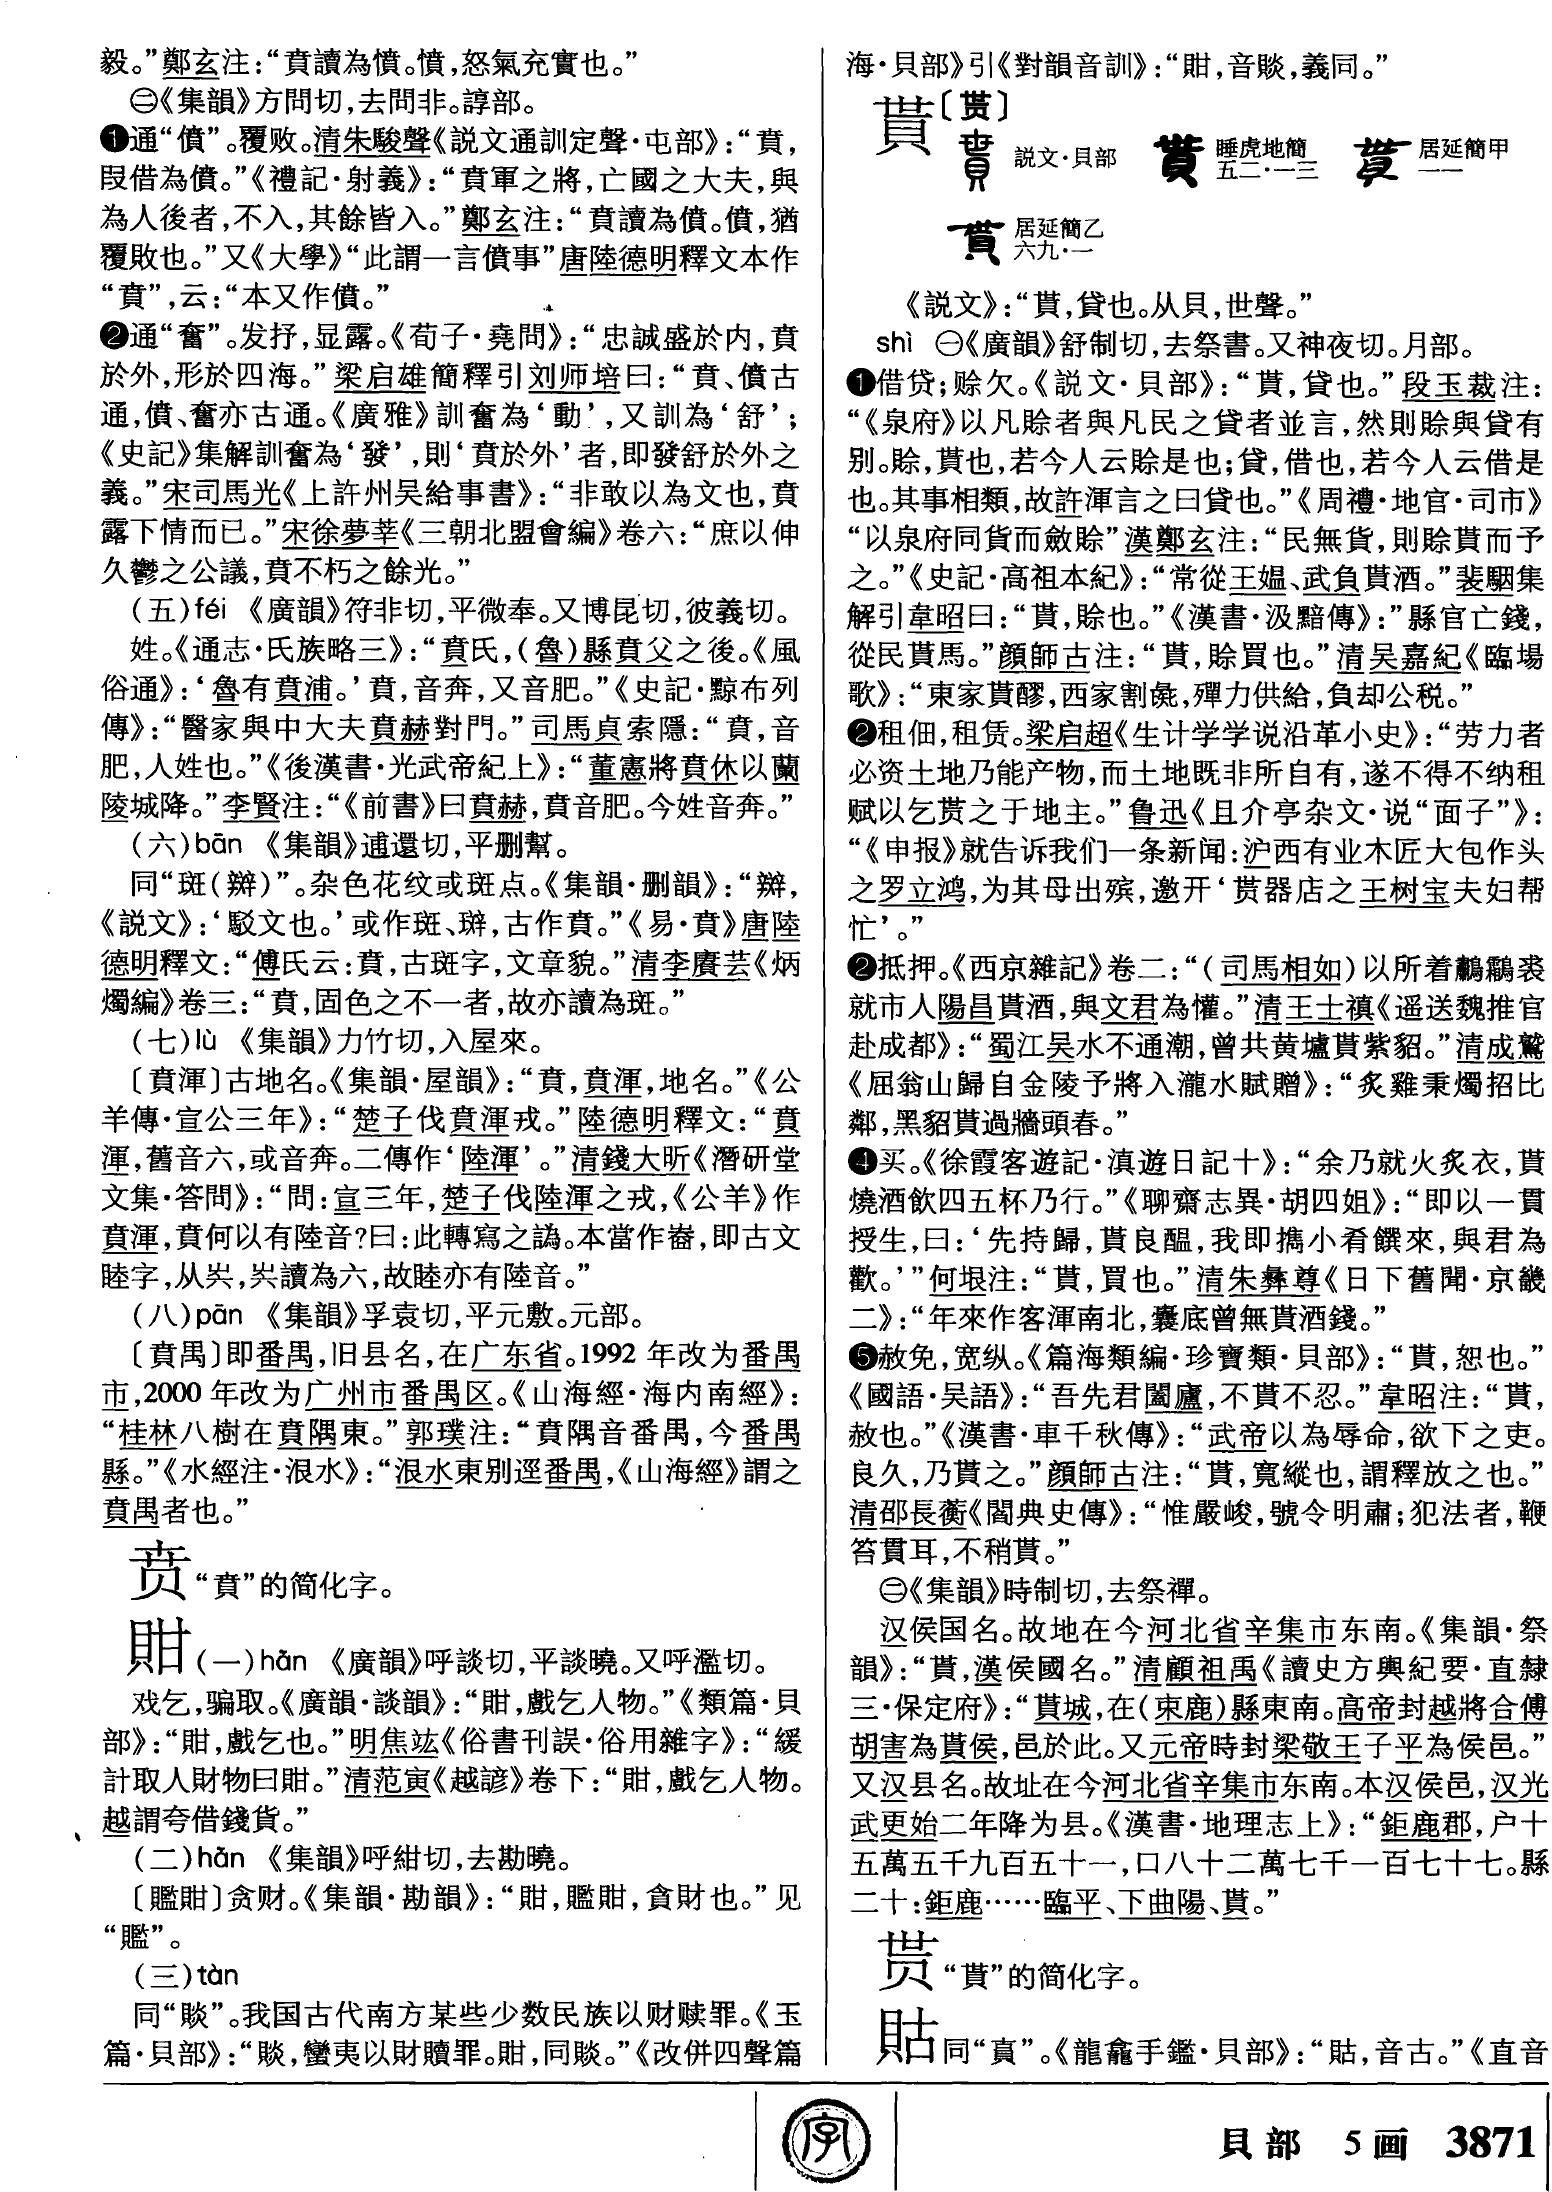 毅。”鄭玄注：“賁讀為憤。憤，怒氣充實也。”
㊁《集韻》方問切，去問非。諄部。
❶通“僨”。覆败。清朱駿聲《説文通訓定聲·屯部》：“賁，
叚借為僨。”《禮記·射義》：“賁軍之將，亡國之大夫，與
為人後者，不入，其餘皆入。”鄭玄注：“賁讀為僨。僨，猶
覆敗也。”又《大學》“此謂一言僨事”唐陸德明釋文本作
“賁”，云：“本又作僨。”
❷通“奮”。发抒，显露。《荀子·堯問》：“忠誠盛於内，賁
於外，形於四海。”梁启雄簡釋引刘师培曰：“賁、僨古
通，僨、奮亦古通。《廣雅》訓奮為‘動’，又訓為‘舒’；
《史記》集解訓奮為‘發’，則‘賁於外’者，即發舒於外之
義。”宋司馬光《上許州吴給事書》：“非敢以為文也，賁
露下情而已。”宋徐夢莘《三朝北盟會編》卷六：“庶以伸
久鬱之公議，賁不朽之餘光。”
（五）féi 《廣韻》符非切，平微奉。又博昆切，彼義切。
姓。《通志·氏族略三》：“賁氏，（魯）縣賁父之後。《風
俗通》：‘魯有賁浦。’賁，音奔，又音肥。”《史記·黥布列
傳》：“醫家與中大夫賁赫對門。”司馬貞索隱：“賁，音
肥，人姓也。”《後漢書·光武帝紀上》：“董憲將賁休以蘭
陵城降。”李賢注：“《前書》曰賁赫，賁音肥。今姓音奔。”
（六）bān 《集韻》逋還切，平删幫。
同“斑（辬）”。杂色花纹或斑点。《集韻·删韻》：“辬，
《説文》：‘駁文也。’或作斑、㻞，古作賁。”《易·賁》唐陸
德明釋文：“傅氏云：賁，古斑字，文章貌。”清李賡芸《炳
燭編》卷三：“賁，固色之不一者，故亦讀為斑。”
（七）lù 《集韻》力竹切，入屋來。
〔賁渾〕古地名。《集韻·屋韻》：“賁，賁渾，地名。”《公
羊傳·宣公三年》：“楚子伐賁渾戎。”陸德明釋文：“賁
渾，舊音六，或音奔。二傳作‘陸渾’。”清錢大昕《潛研堂
文集·答問》：“問：宣三年，楚子伐陸渾之戎，《公羊》作
賁渾，賁何以有陸音？曰：此轉寫之譌。本當作𡍬，即古文
睦字，从𡴆，𡴆讀為六，故睦亦有陸音。”
（八）pān 《集韻》孚袁切，平元敷。元部。
〔賁禺〕即番禺，旧县名，在广东省。1992年改为番禺
市，2000年改为广州市番禺区。《山海經·海内南經》：
“桂林八樹在賁隅東。”郭璞注：“賁隅音番禺，今番禺
縣。”《水經注·泿水》：“泿水東别逕番禺，《山海經》謂之
賁禺者也。”
贲 “賁”的简化字。
㽃（一）hǎn 《廣韻》呼談切，平談曉。又呼濫切。
戏乞，骗取。《廣韻·談韻》：“䝧，戲乞人物。”《類篇·貝
部》：“䝧，戲乞也。”明焦竑《俗書刊誤·俗用雜字》：“緩
計取人財物曰䝧。”清范寅《越諺》卷下：“䝧，戲乞人物。
越謂夸借錢貨。”
（二）hǎn 《集韻》呼紺切，去勘曉。
〔贒䝧〕贪财。《集韻·勘韻》：“䝧，䝧，貪財也。”见
（三）tàn
同“賧”。我国古代南方某些少数民族以财赎罪。《玉
篇·貝部》：“賧，蠻夷以財贖罪。䝧，同賧。”《改併四聲篇
海·貝部》引《對韻音訓》：“䝧，音賧，義同。”
貰〔贳〕
説文·貝部 睡虎地簡五二·一三 居延簡甲一一
居延簡乙六九·一
《説文》：“貰，貸也。从貝，世聲。”
shì ㊀《廣韻》舒制切，去祭書。又神夜切。月部。
❶借贷；赊欠。《説文·貝部》：“貰，貸也。”段玉裁注：
“《泉府》以凡賒者與凡民之貸者並言，然則賒與貸有
别。賒，貰也，若今人云賒是也；貸，借也，若今人云借是
也。其事相類，故許渾言之曰貸也。”《周禮·地官·司市》
“以泉府同貨而斂賒”漢鄭玄注：“民無貨，則賒貰而予
之。”《史記·高祖本紀》：“常從王媪、武負貰酒。”裴駰集
解引韋昭曰：“貰，賒也。”《漢書·汲黯傳》：”縣官亡錢，
從民貰馬。”顔師古注：“貰，賒買也。”清吴嘉紀《臨場
歌》：“東家貰醪，西家割彘，殫力供給，負却公税。”
❷租佃，租赁。梁启超《生计学学说沿革小史》：“劳力者
必资土地乃能产物，而土地既非所自有，遂不得不纳租
赋以乞贳之于地主。”鲁迅《且介亭杂文·说“面子”》：
“《申报》就告诉我们一条新闻：沪西有业木匠大包作头
之罗立鸿，为其母出殡，邀开‘贳器店之王树宝夫妇帮
忙’。”
❷抵押。《西京雜記》卷二：“（司馬相如）以所着鷫鸘裘
就市人陽昌貰酒，與文君為懽。”清王士禛《遥送魏推官
赴成都》：“蜀江吴水不通潮，曾共黄壚貰紫貂。”清成鷲
《屈翁山歸自金陵予將入瀧水賦贈》：“炙雞秉燭招比
鄰，黑貂貰過牆頭春。”
❹买。《徐霞客遊記·滇遊日記十》：“余乃就火炙衣，貰
燒酒飲四五杯乃行。”《聊齋志異·胡四姐》：“即以一貫
授生，曰：‘先持歸，貰良醖，我即攜小肴饌來，與君為
歡。’”何垠注：“貰，買也。”清朱彝尊《日下舊聞·京畿
二》：“年來作客渾南北，囊底曾無貰酒錢。”
❺赦免，宽纵。《篇海類編·珍寶類·貝部》：“貰，恕也。”
《國語·吴語》：“吾先君闔廬，不貰不忍。”韋昭注：“貰，
赦也。”《漢書·車千秋傳》：“武帝以為辱命，欲下之吏。
良久，乃貰之。”顔師古注：“貰，寬縱也，謂釋放之也。”
清邵長蘅《閻典史傳》：“惟嚴峻，號令明肅；犯法者，鞭
笞貫耳，不稍貰。”
㊁《集韻》時制切，去祭禪。
汉侯国名。故地在今河北省辛集市东南。《集韻·祭
韻》：“貰，漢侯國名。”清顧祖禹《讀史方輿紀要·直隸
三·保定府》：“貰城，在（束鹿）縣東南。高帝封越將合傅
胡害為貰侯，邑於此。又元帝時封梁敬王子平為侯邑。”
又汉县名。故址在今河北省辛集市东南。本汉侯邑，汉光
武更始二年降为县。《漢書·地理志上》：“鉅鹿郡，户十
五萬五千九百五十一，口八十二萬七千一百七十七。縣
二十：鉅鹿……臨平、下曲陽、貰。”
贳 “貰”的简化字。
𧵎同“賣”。《龍龕手鑑·貝部》：“𧵎，音古。”《直音
字
貝部 5画 3871